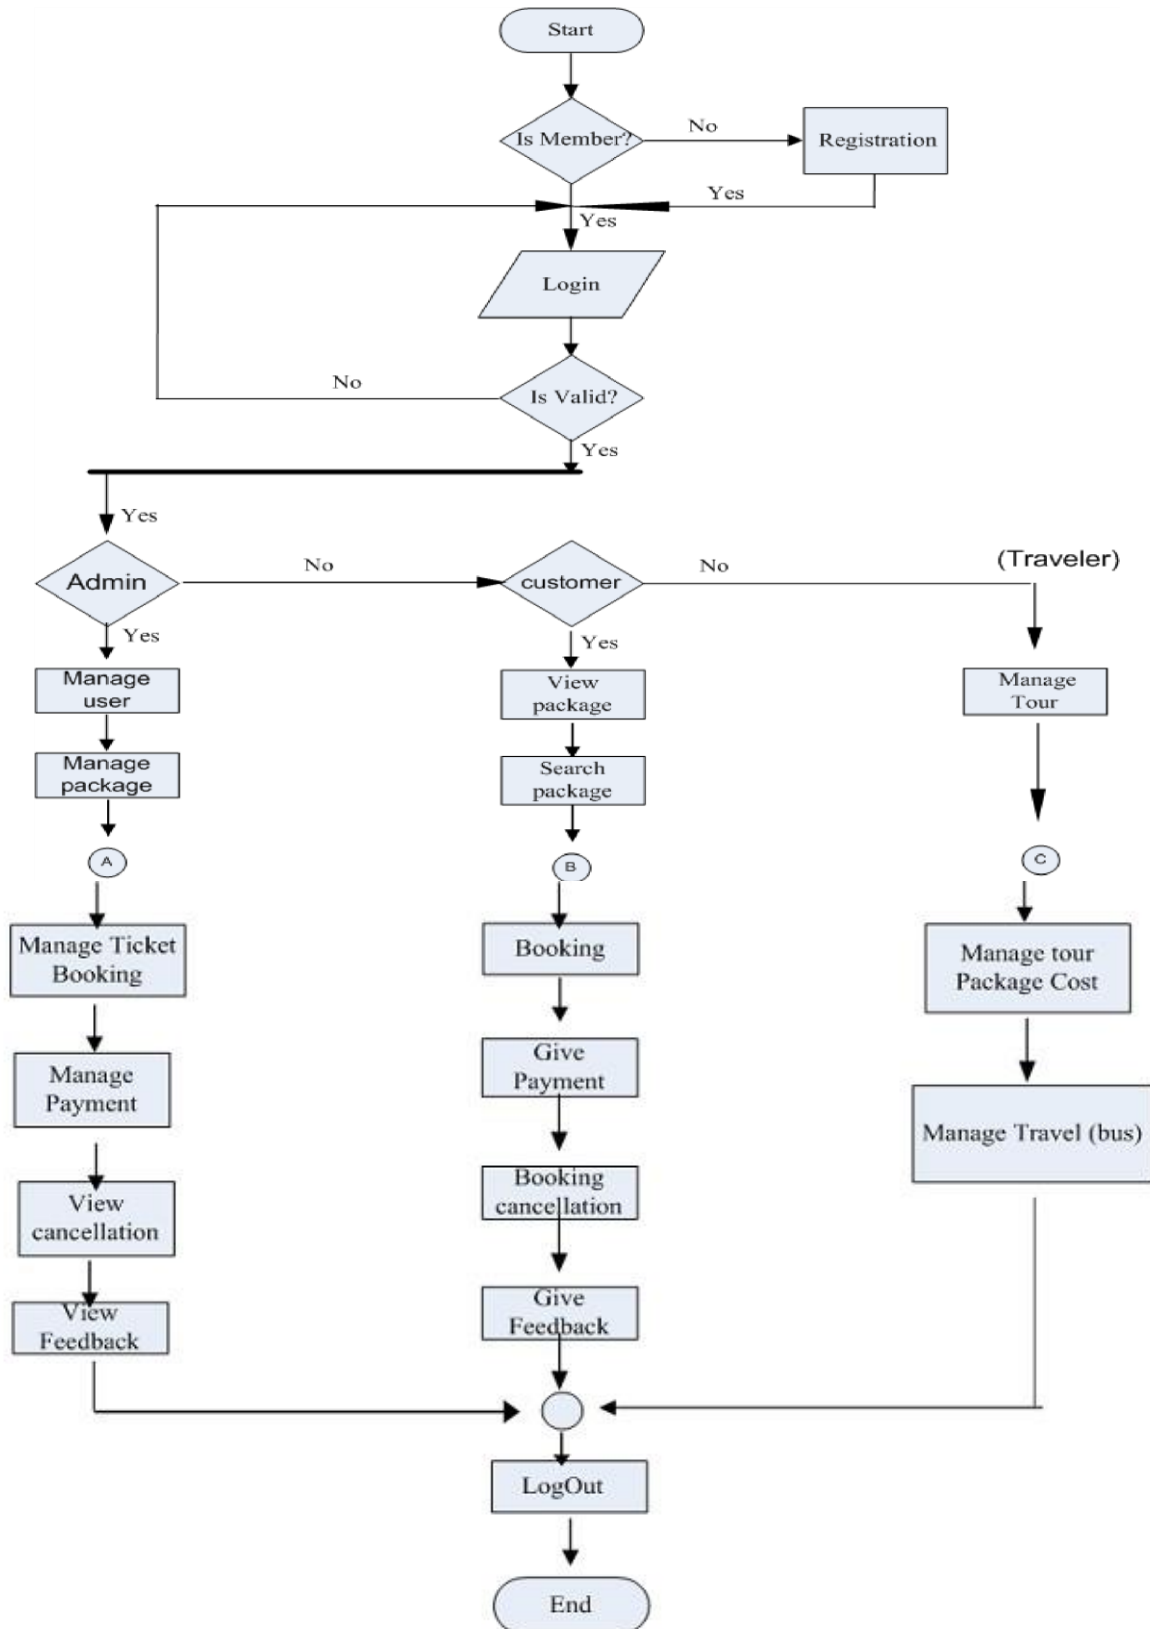 Start
Is Member?
No
Registration
Yes
Yes
Login
No
Is Valid?
Yes
Yes
Admin
No
customer
No
(Traveler)
Yes
Yes
Manage
user
View
package
Manage
Tour
Manage
package
Search
package
A
B
C
Manage Ticket
Booking
Booking
Manage tour
Package Cost
Manage
Payment
Give
Payment
Manage Travel (bus)
View
cancellation
Booking
cancellation
View
Feedback
Give
Feedback
LogOut
End